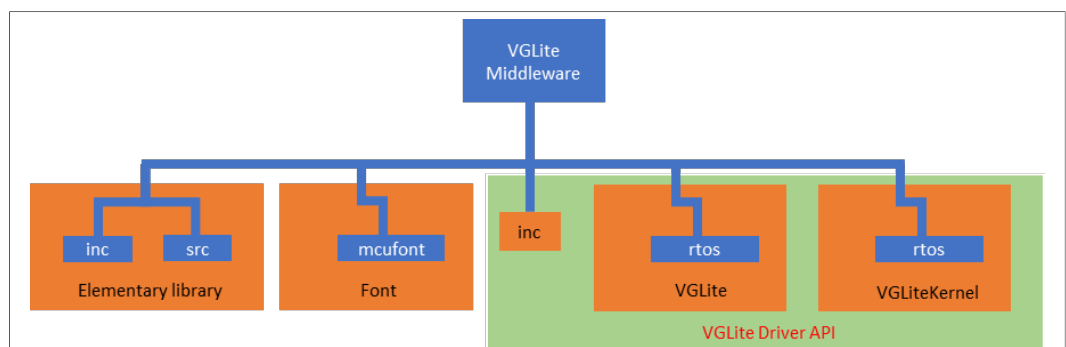 VGLite
Middleware
inc
src
Elementary library
mcufont
Font
inc
rtos
VGLite
rtos
VGLiteKernel
VGLite Driver API